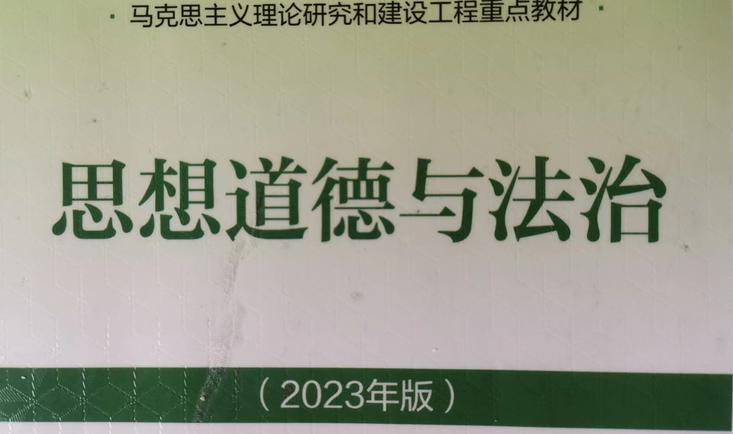 · 马克思主义理论研究和建设工程重点教材 ·
思想道德与法治
（2023年版）